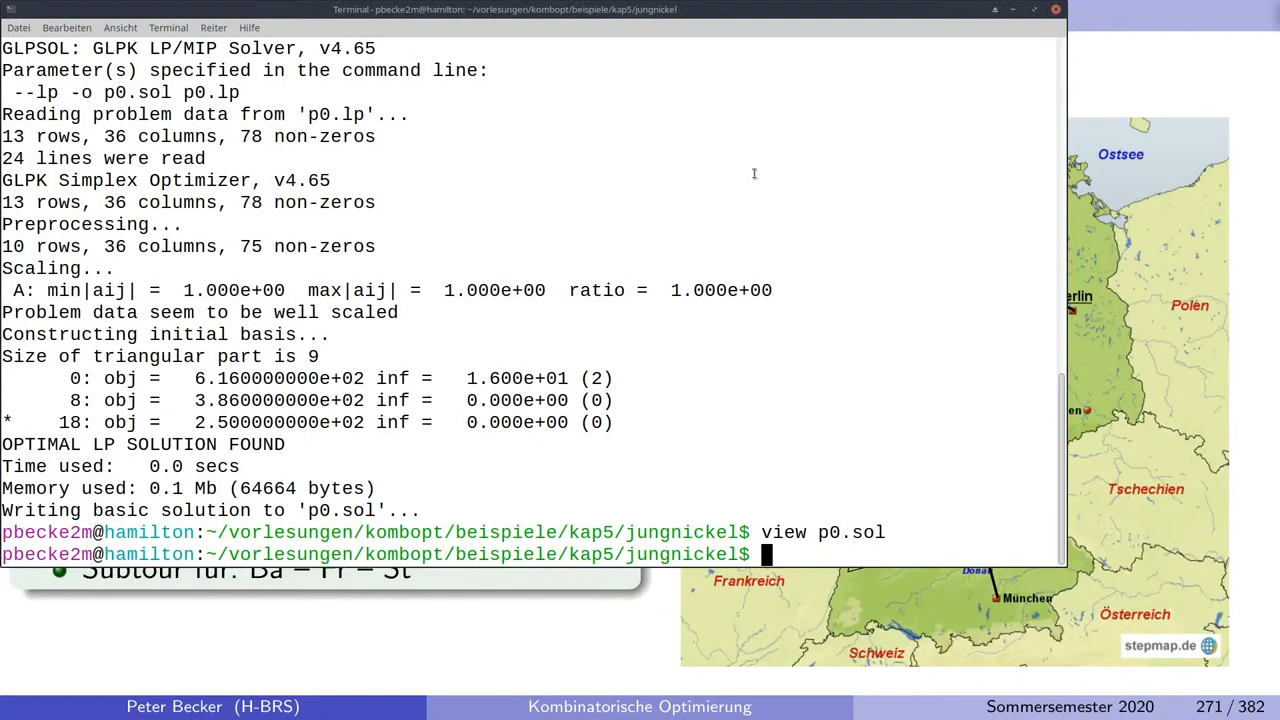 Terminal - pbecke2m@hamilton: ~/vorlesungen/kombopt/beispiele/kap5/jungnickel
Datei Bearbeiten Ansicht Terminal Reiter Hilfe
GLPSOL: GLPK LP/MIP Solver, v4.65
Parameter(s) specified in the command line:
 --lp -o p0.sol p0.lp
Reading problem data from 'p0.lp'...
13 rows, 36 columns, 78 non-zeros
24 lines were read
GLPK Simplex Optimizer, v4.65
13 rows, 36 columns, 78 non-zeros
Preprocessing...
10 rows, 36 columns, 75 non-zeros
Scaling...
 A: min|aij| =  1.000e+00  max|aij| =  1.000e+00  ratio =  1.000e+00
Problem data seem to be well scaled
Constructing initial basis...
Size of triangular part is 9
      0: obj =   6.160000000e+02 inf =   1.600e+01 (2)
      8: obj =   3.860000000e+02 inf =   0.000e+00 (0)
*    18: obj =   2.500000000e+02 inf =   0.000e+00 (0)
OPTIMAL LP SOLUTION FOUND
Time used:   0.0 secs
Memory used: 0.1 Mb (64664 bytes)
Writing basic solution to 'p0.sol'...
pbecke2m@hamilton:~/vorlesungen/kombopt/beispiele/kap5/jungnickel$ view p0.sol
pbecke2m@hamilton:~/vorlesungen/kombopt/beispiele/kap5/jungnickel$
Subtour für: Ba – Fr – St
Ostsee
erlin
Polen
en
Tschechien
Donau
Frankreich
München
Österreich
Schweiz
stepmap.de
Peter Becker (H-BRS)
Kombinatorische Optimierung
Sommersemester 2020
271 / 382